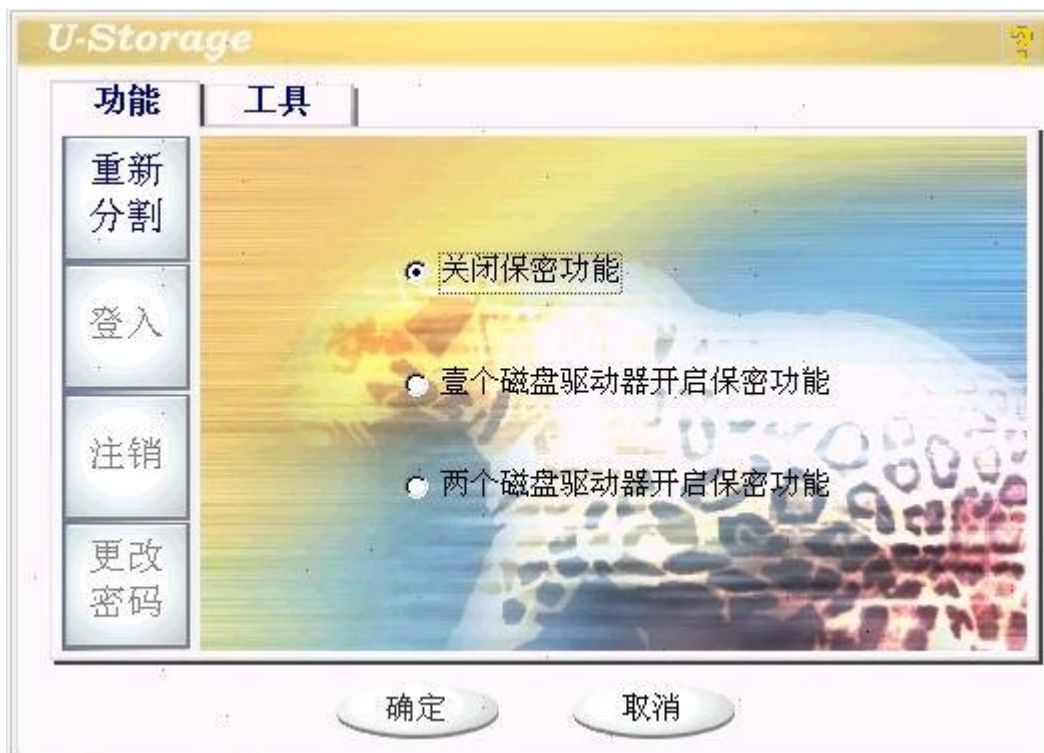 U-Storage
功能
工具
重新
分割
登入
注销
更改
密码
关闭保密功能
壹个磁盘驱动器开启保密功能
两个磁盘驱动器开启保密功能
确定
取消